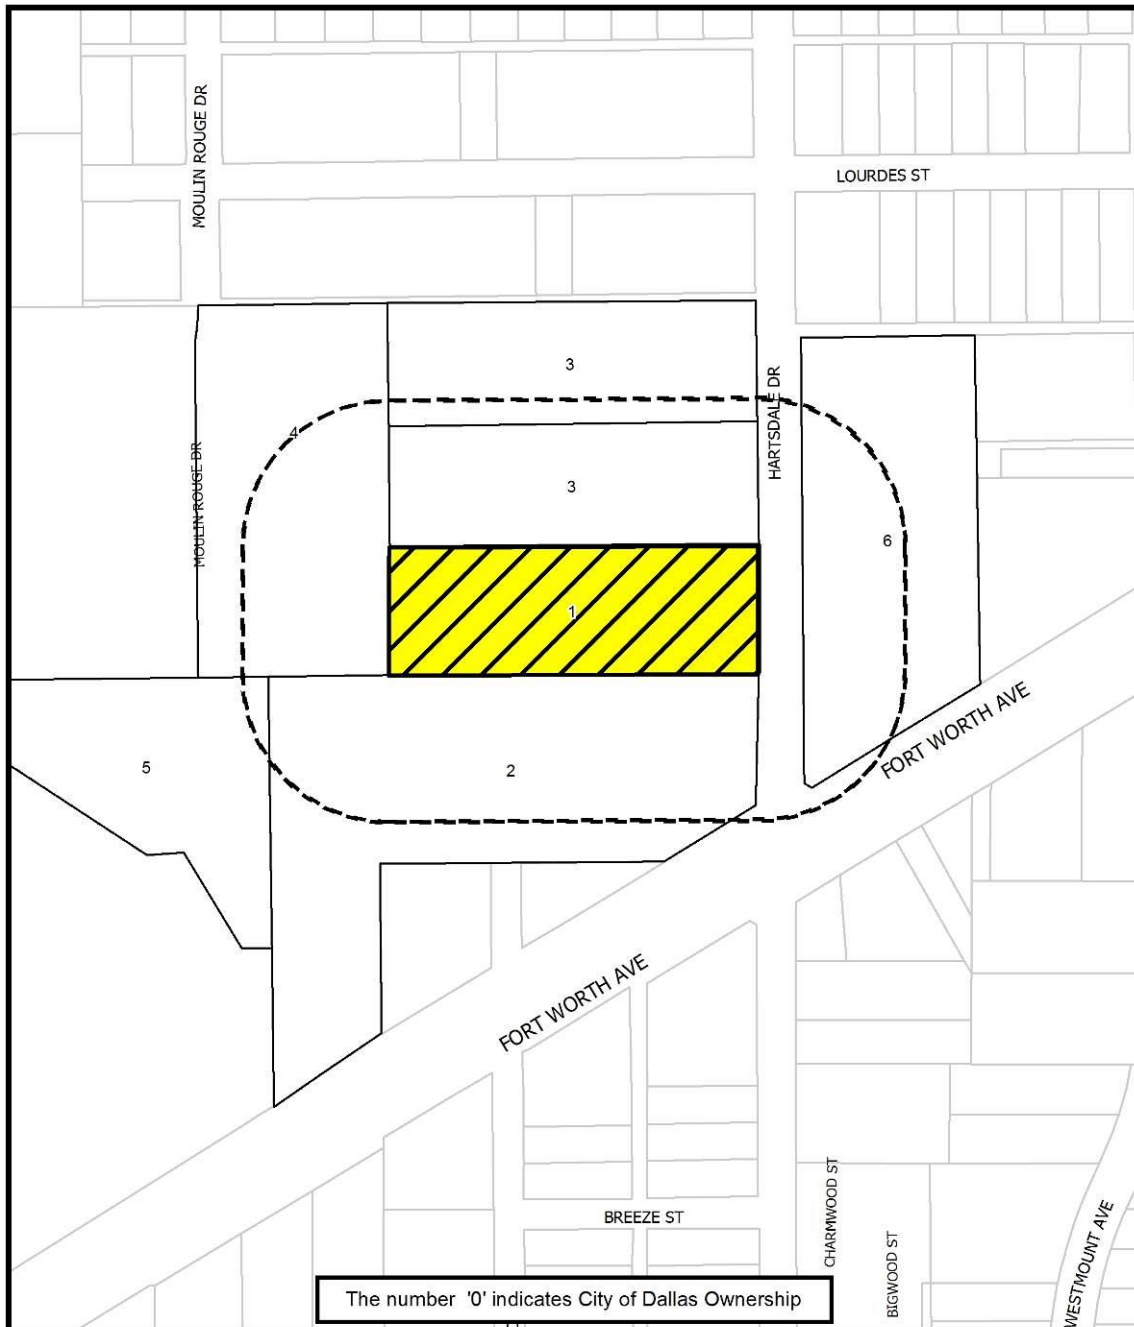 MOULIN ROUGE DR
LOURDES ST
3
HARTSDALE DR
4
MOULIN ROUGE DR
3
6
1
5
2
FORT WORTH AVE
FORT WORTH AVE
BREEZE ST
CHARMWOOD ST
BIGWOOD ST
WESTMOUNT AVE
The number '0' indicates City of Dallas Ownership